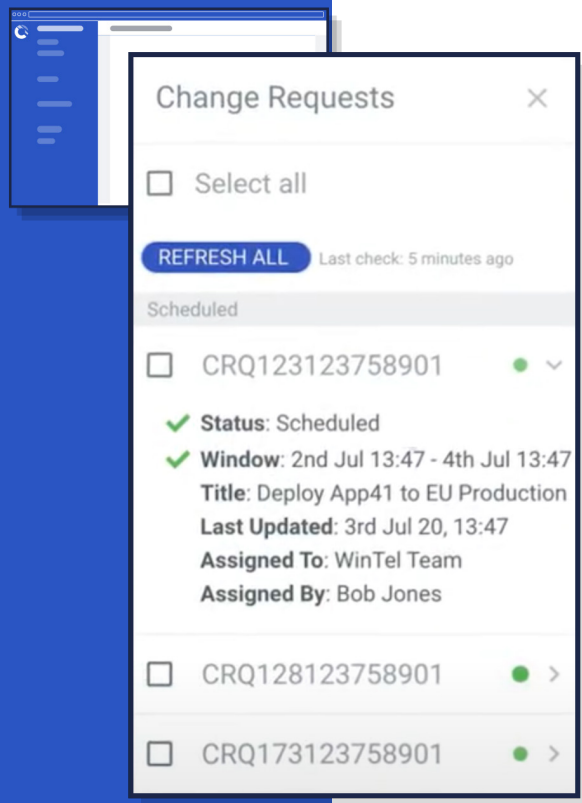 Change Requests
Select all
REFRESH ALL Last check: 5 minutes ago
Scheduled
CRQ123123758901
Status: Scheduled
Window: 2nd Jul 13:47 - 4th Jul 13:47
Title: Deploy App41 to EU Production
Last Updated: 3rd Jul 20, 13:47
Assigned To: WinTel Team
Assigned By: Bob Jones
CRQ128123758901
CRQ173123758901